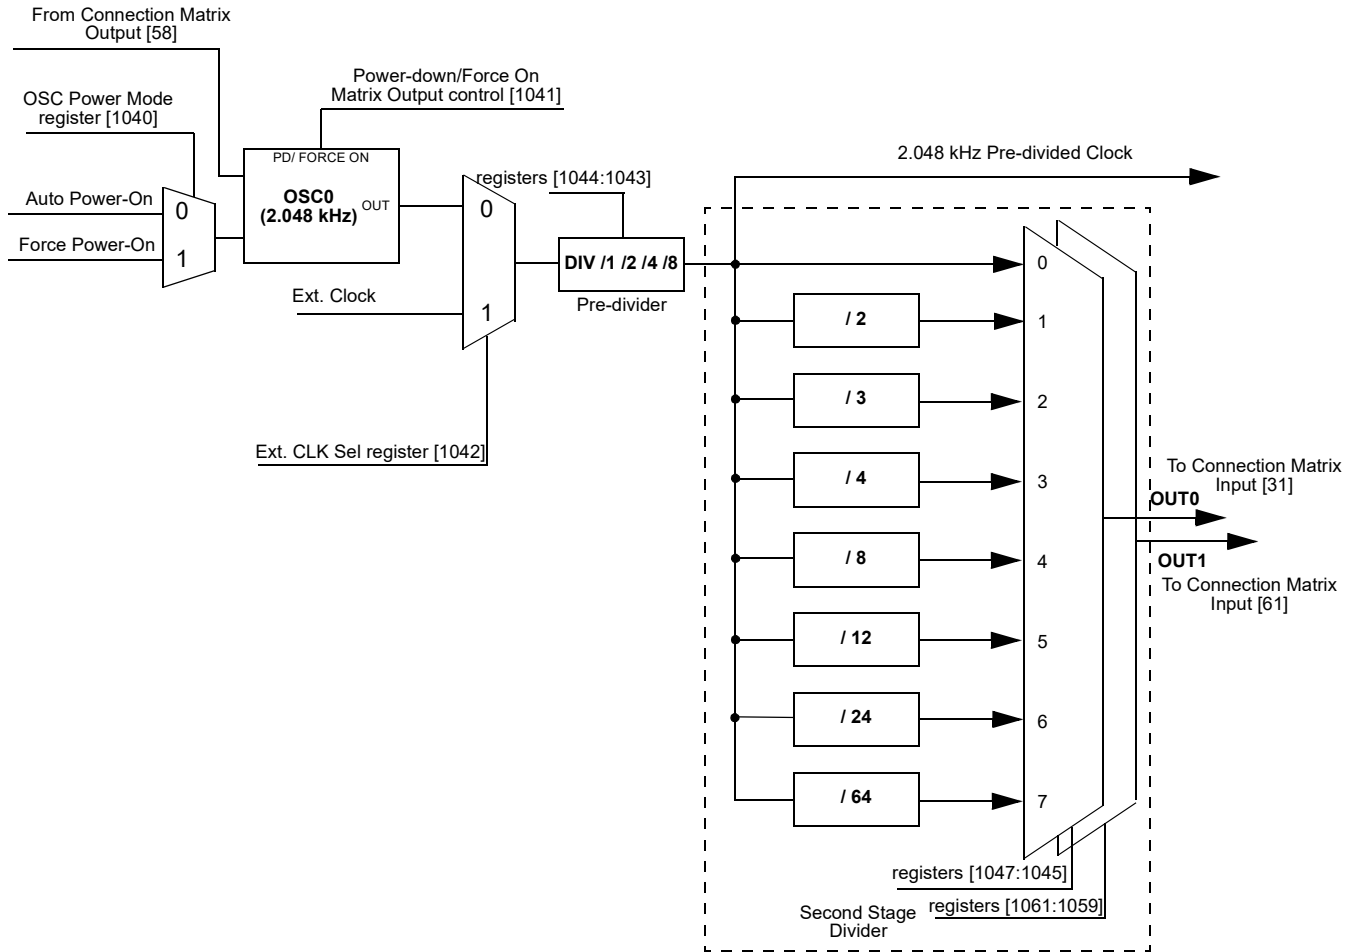 From Connection Matrix
Output [58]
Power-down/Force On
Matrix Output control [1041]
OSC Power Mode
register [1040]
PD/ FORCE ON
2.048 kHz Pre-divided Clock
registers [1044:1043]
Auto Power-On
0
OSC0
(2.048 kHz)
OUT
0
Force Power-On
1
DIV /1 /2 /4 /8
0
Ext. Clock
1
Pre-divider
/ 2
1
/ 3
2
Ext. CLK Sel register [1042]
/ 4
3
To Connection Matrix
Input [31]
OUT0
/ 8
4
OUT1
To Connection Matrix
Input [61]
/ 12
5
/ 24
6
/ 64
7
registers [1047:1045]
registers [1061:1059]
Second Stage
Divider